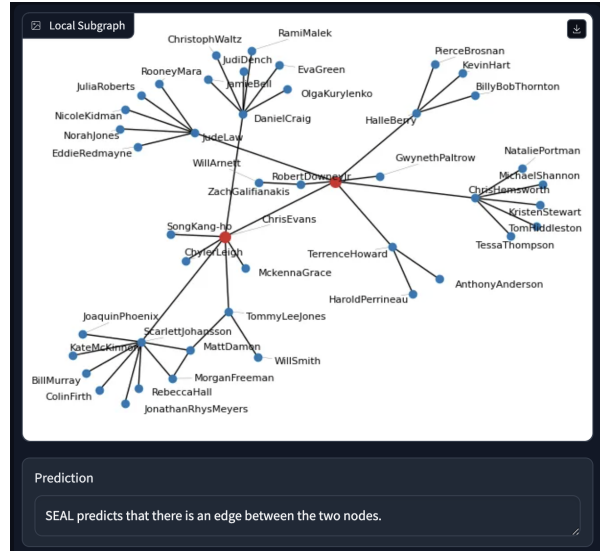 Local Subgraph
RamiMalek
ChristophWaltz
PierceBrosnan
JudiDench
KevinHart
EvaGreen
RooneyMara
JamieBell
BillyBobThornton
JuliaRoberts
OlgaKurylenko
NicoleKidman
DanielCraig
HalleBerry
NorahJones
JudeLaw
EddieRedmayne
NataliePortman
GwynethPaltrow
WillArnett
RobertDowneyJr
MichaelShannon
ZachGalifianakis
ChrisHemsworth
KristenStewart
ChrisEvans
SongKang-ho
TomHiddleston
TessaThompson
ChylerLeigh
TerrenceHoward
MckennaGrace
AnthonyAnderson
HaroldPerrineau
JoaquinPhoenix
TommyLeeJones
ScarlettJohansson
KateMcKinnon
MattDamon
WillSmith
BillMurray
MorganFreeman
ColinFirth
RebeccaHall
JonathanRhysMeyers
Prediction
SEAL predicts that there is an edge between the two nodes.